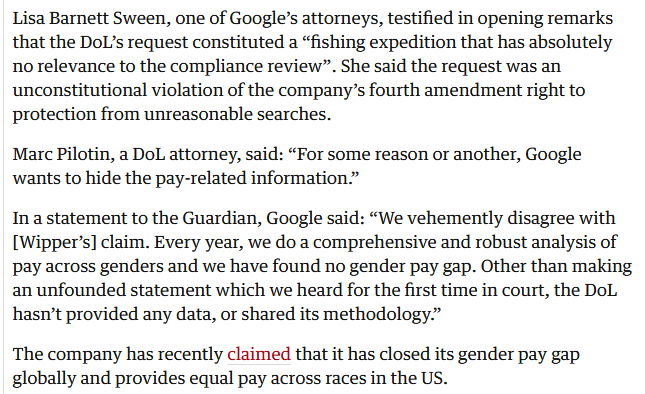 Lisa Barnett Sween, one of Google’s attorneys, testified in opening remarks
that the DoL’s request constituted a “fishing expedition that has absolutely
no relevance to the compliance review”. She said the request was an
unconstitutional violation of the company’s fourth amendment right to
protection from unreasonable searches.
Marc Pilotin, a DoL attorney, said: “For some reason or another, Google
wants to hide the pay-related information.”
In a statement to the Guardian, Google said: “We vehemently disagree with
[Wipper’s] claim. Every year, we do a comprehensive and robust analysis of
pay across genders and we have found no gender pay gap. Other than making
an unfounded statement which we heard for the first time in court, the DoL
hasn’t provided any data, or shared its methodology.”
The company has recently claimed that it has closed its gender pay gap
globally and provides equal pay across races in the US.